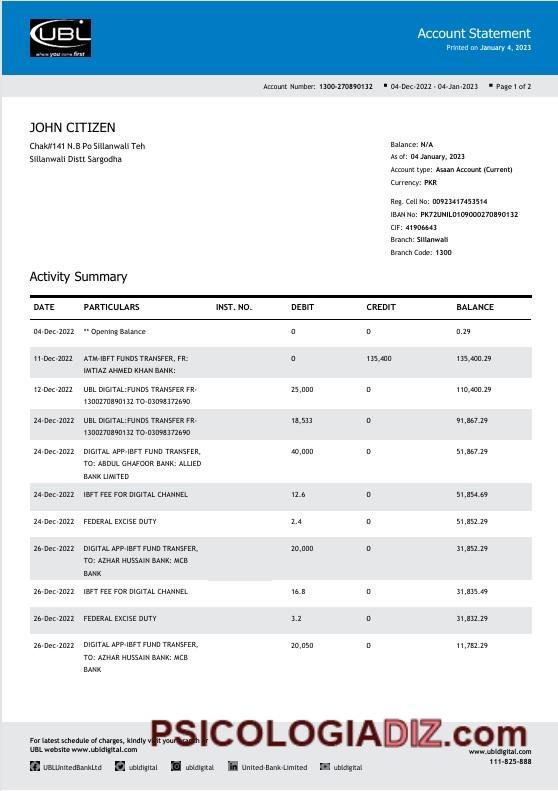 UBL
where you come first
Account Statement
Printed on January 4, 2023
Account Number: 1300-270890132 ▪ 04-Dec-2022 - 04-Jan-2023 ▪ Page 1 of 2
JOHN CITIZEN
Chak#141 N.B Po Sillanwali Teh
Sillanwali Distt Sargodha
Balance: N/A
As of: 04 January, 2023
Account type: Asaan Account (Current)
Currency: PKR
Reg. Cell No: 00923417453514
IBAN No: PK72UNIL0109000270890132
CIF: 41906643
Branch: Sillanwali
Branch Code: 1300
Activity Summary
DATE PARTICULARS INST. NO. DEBIT CREDIT BALANCE
04-Dec-2022 ** Opening Balance 0 0 0.29
11-Dec-2022 ATM-IBFT FUNDS TRANSFER, FR: 0 135,400 135,400.29
IMTIAZ AHMED KHAN BANK:
12-Dec-2022 UBL DIGITAL:FUNDS TRANSFER FR- 25,000 0 110,400.29
1300270890132 TO-03098372690
24-Dec-2022 UBL DIGITAL:FUNDS TRANSFER FR- 18,533 0 91,867.29
1300270890132 TO-03098372690
24-Dec-2022 DIGITAL APP-IBFT FUND TRANSFER, 40,000 0 51,867.29
TO: ABDUL GHAFOOR BANK: ALLIED
BANK LIMITED
24-Dec-2022 IBFT FEE FOR DIGITAL CHANNEL 12.6 0 51,854.69
24-Dec-2022 FEDERAL EXCISE DUTY 2.4 0 51,852.29
26-Dec-2022 DIGITAL APP-IBFT FUND TRANSFER, 20,000 0 31,852.29
TO: AZHAR HUSSAIN BANK: MCB
BANK
26-Dec-2022 IBFT FEE FOR DIGITAL CHANNEL 16.8 0 31,835.49
26-Dec-2022 FEDERAL EXCISE DUTY 3.2 0 31,832.29
26-Dec-2022 DIGITAL APP-IBFT FUND TRANSFER, 20,050 0 11,782.29
TO: AZHAR HUSSAIN BANK: MCB
BANK
PSICOLOGIADIZ.com
For latest schedule of charges, kindly visit your
UBL website www.ubldigital.com
www.ubldigital.com
111-825-888
UBLUnitedBankLtd ubldigital ubldigital United-Bank-Limited ubldigital